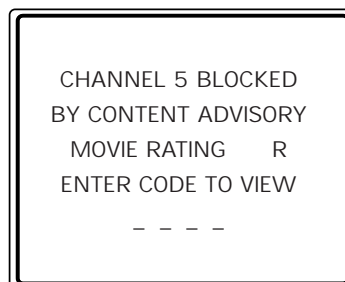 CHANNEL 5 BLOCKED
BY CONTENT ADVISORY
MOVIE RATING R
ENTER CODE TO VIEW
_ _ _ _